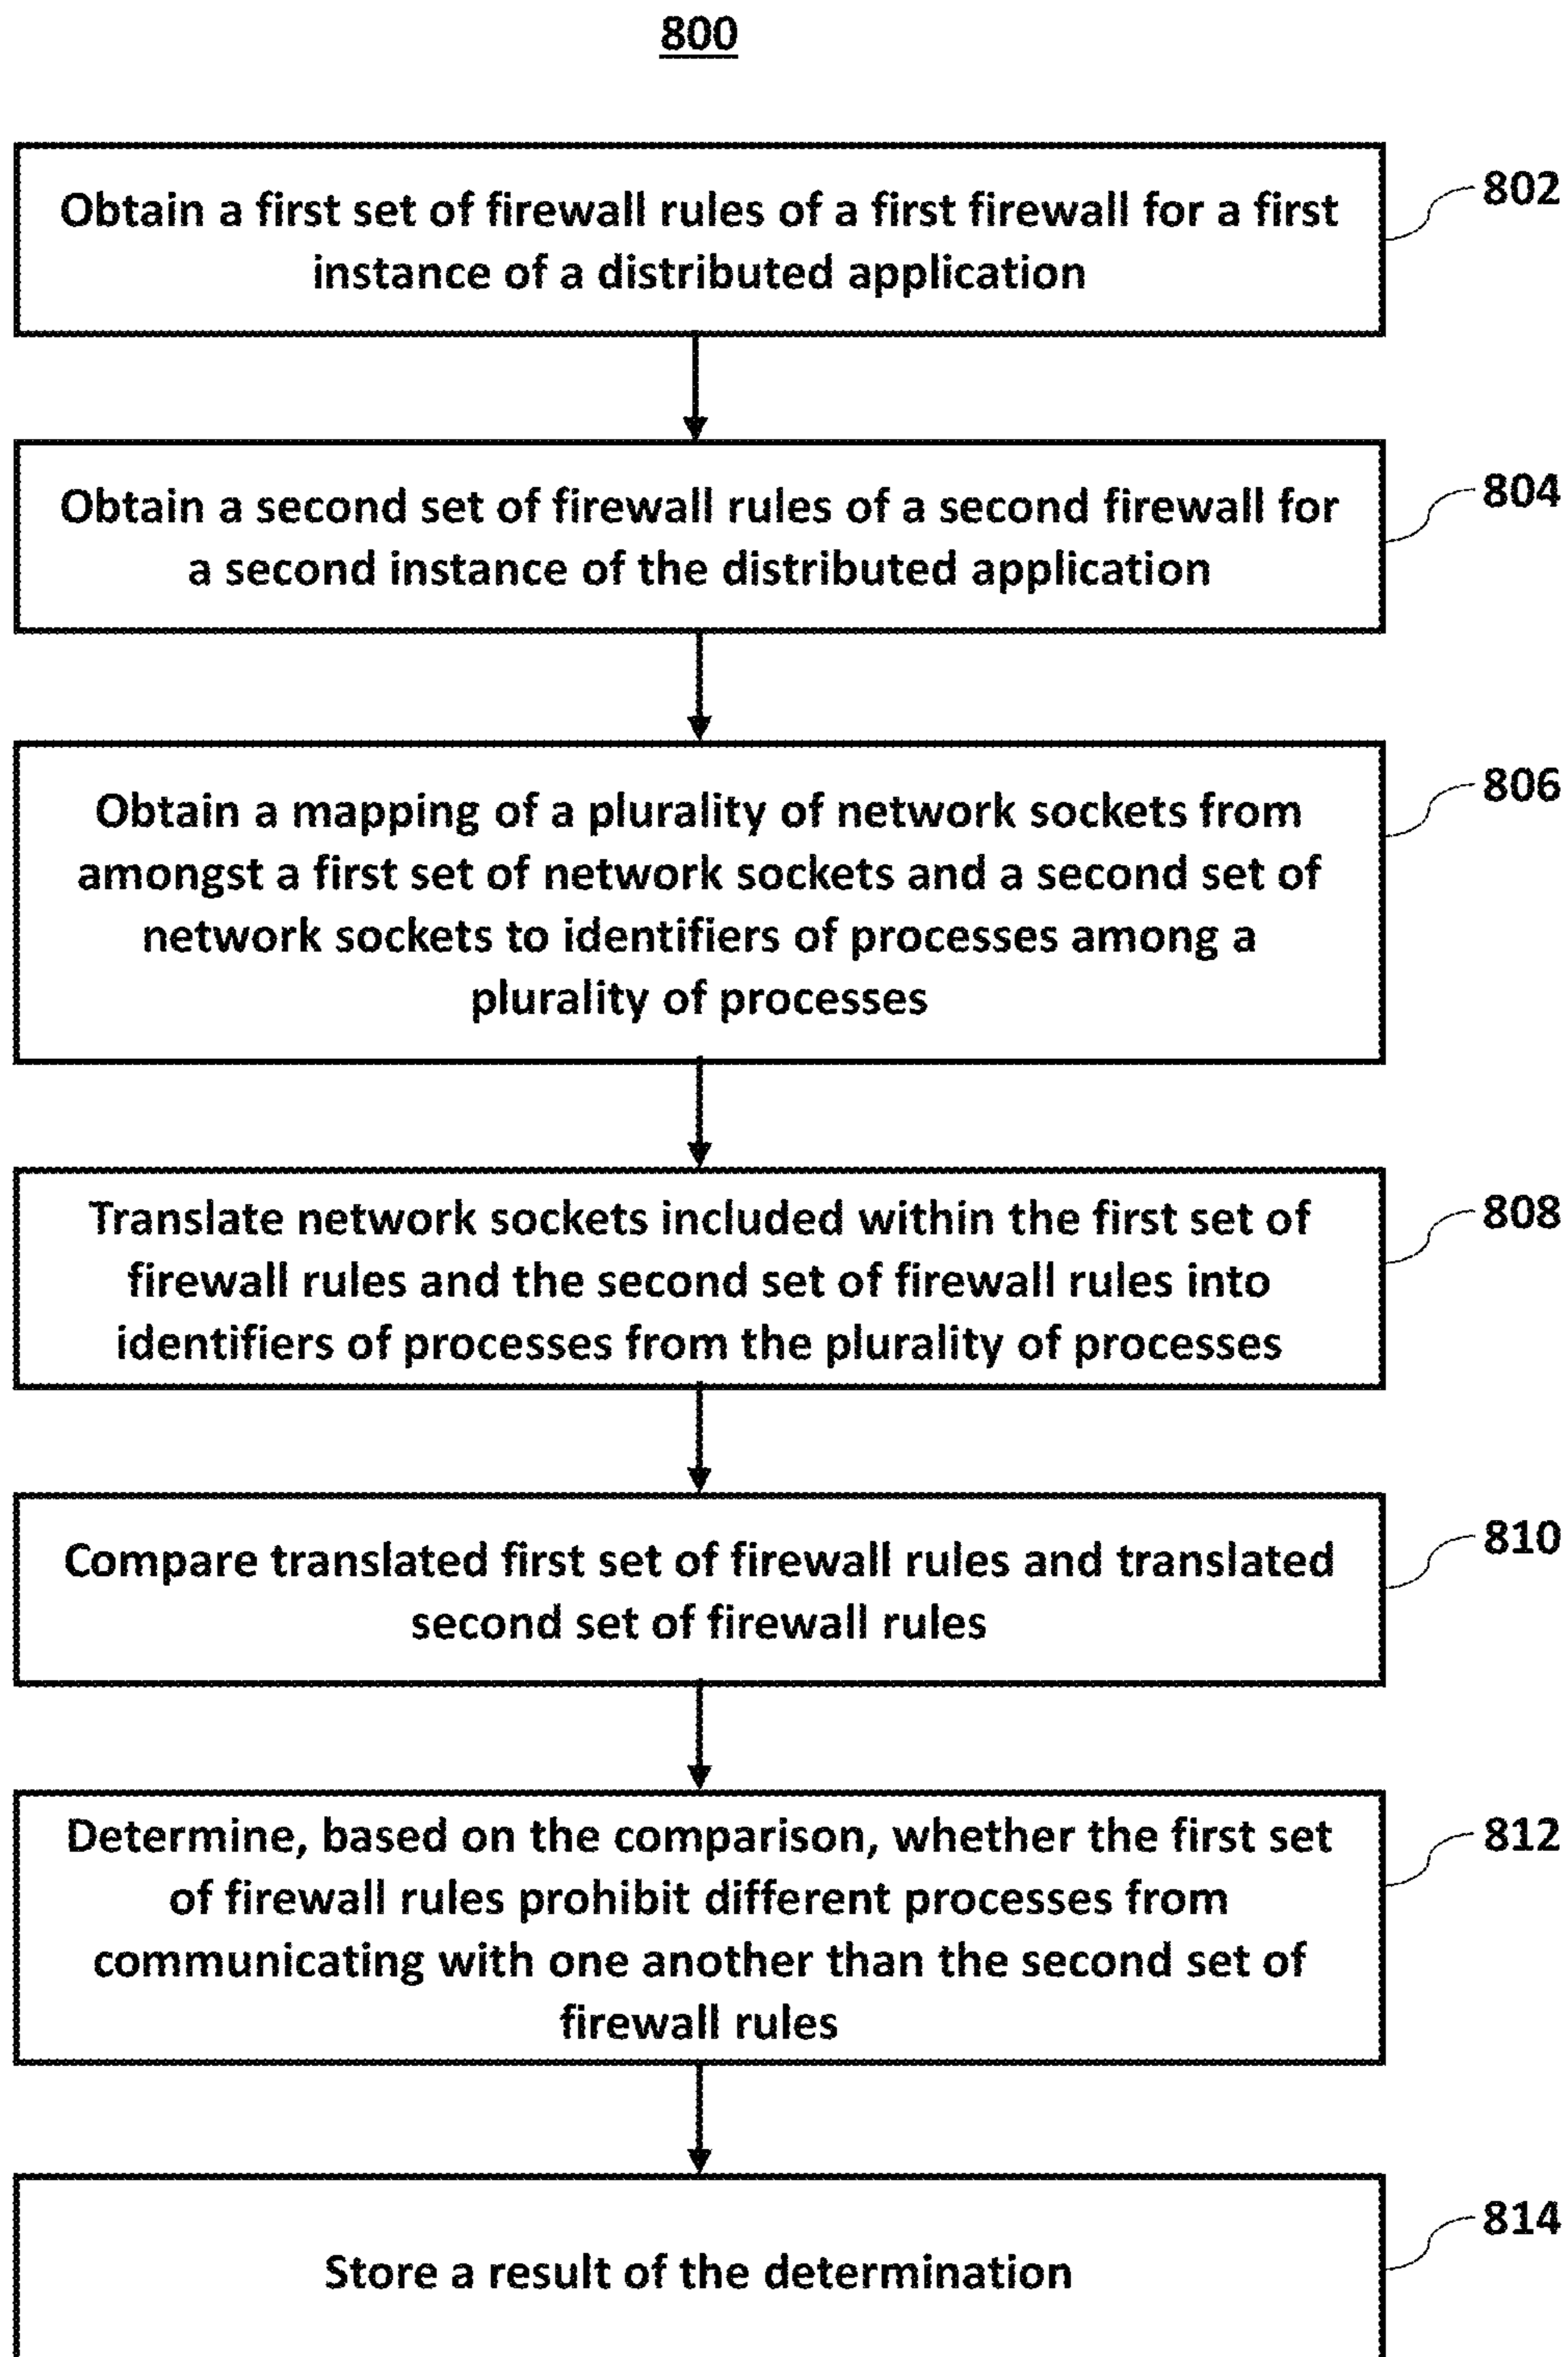 800
Obtain a first set of firewall rules of a first firewall for a first
instance of a distributed application
802
Obtain a second set of firewall rules of a second firewall for
a second instance of the distributed application
804
Obtain a mapping of a plurality of network sockets from
amongst a first set of network sockets and a second set of
network sockets to identifiers of processes among a
plurality of processes
806
Translate network sockets included within the first set of
firewall rules and the second set of firewall rules into
identifiers of processes from the plurality of processes
808
Compare translated first set of firewall rules and translated
second set of firewall rules
810
Determine, based on the comparison, whether the first set
of firewall rules prohibit different processes from
communicating with one another than the second set of
firewall rules
812
Store a result of the determination
814